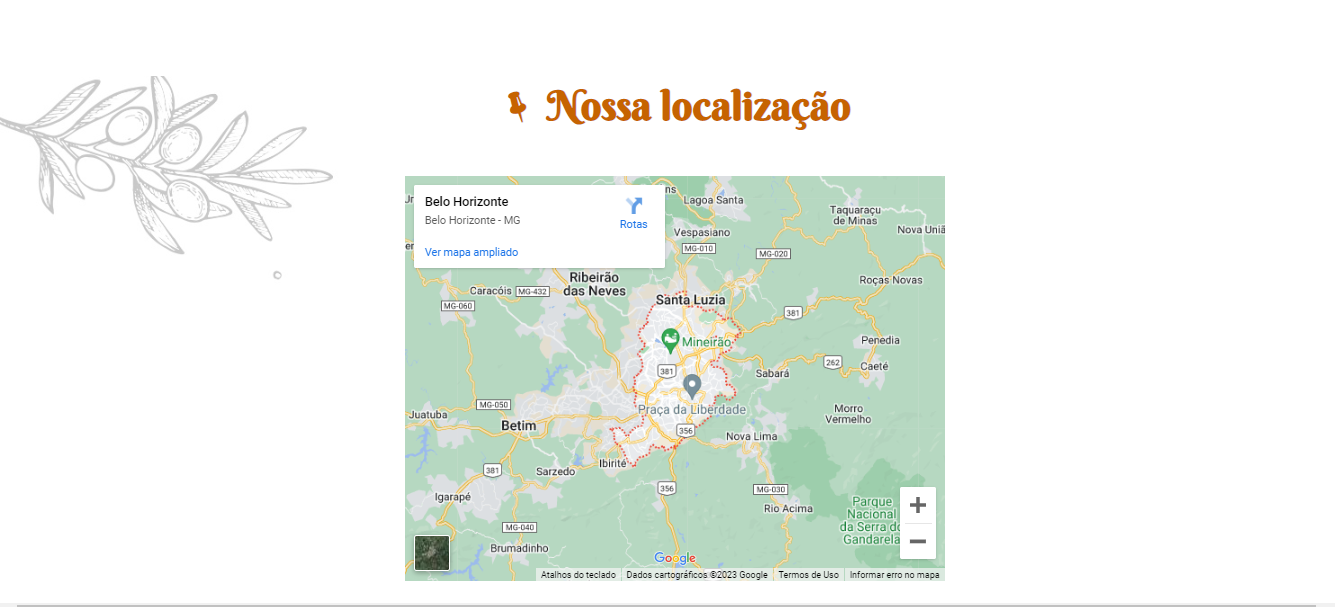 Nossa localização
Belo Horizonte
Belo Horizonte - MG
Rotas
Ver mapa ampliado
ns
Lagoa Santa
Taquaraçu
de Minas
Nova Uniã
Vespasiano
MG-010
MG-020
Ribeirão
das Neves
Roças Novas
Caracóis
MG-432
Santa Luzia
MG-060
381
Mineirão
Penedia
262
Caeté
381
Sabará
MG-050
Praça da Liberdade
Morro
Vermelho
Juatuba
Betim
356
Nova Lima
Ibirité
381
Sarzedo
356
MG-030
Igarapé
Rio Acima
Parque
Nacional
da Serra do
Gandarela
MG-040
Brumadinho
Google
Atalhos do teclado
Dados cartográficos ©2023 Google
Termos de Uso
Informar erro no mapa